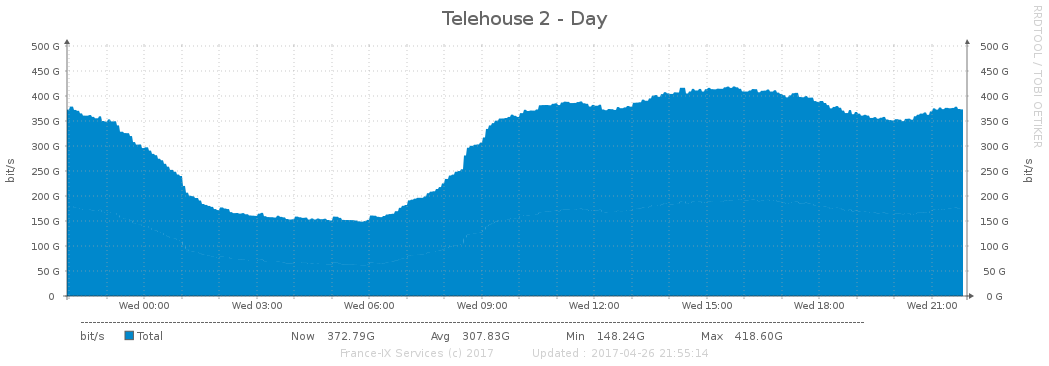 Telehouse 2 - Day
RRDTOOL / TOBI OETIKER
500 G 500 G
450 G 450 G
400 G 400 G
350 G 350 G
300 G 300 G
250 G 250 G
200 G 200 G
150 G 150 G
100 G 100 G
50 G 50 G
0 0 G
bit/s bit/s
Wed 00:00 Wed 03:00 Wed 06:00 Wed 09:00 Wed 12:00 Wed 15:00 Wed 18:00 Wed 21:00
bit/s Total Now 372.79G Avg 307.83G Min 148.24G Max 418.60G
France-IX Services (c) 2017 Updated : 2017-04-26 21:55:14